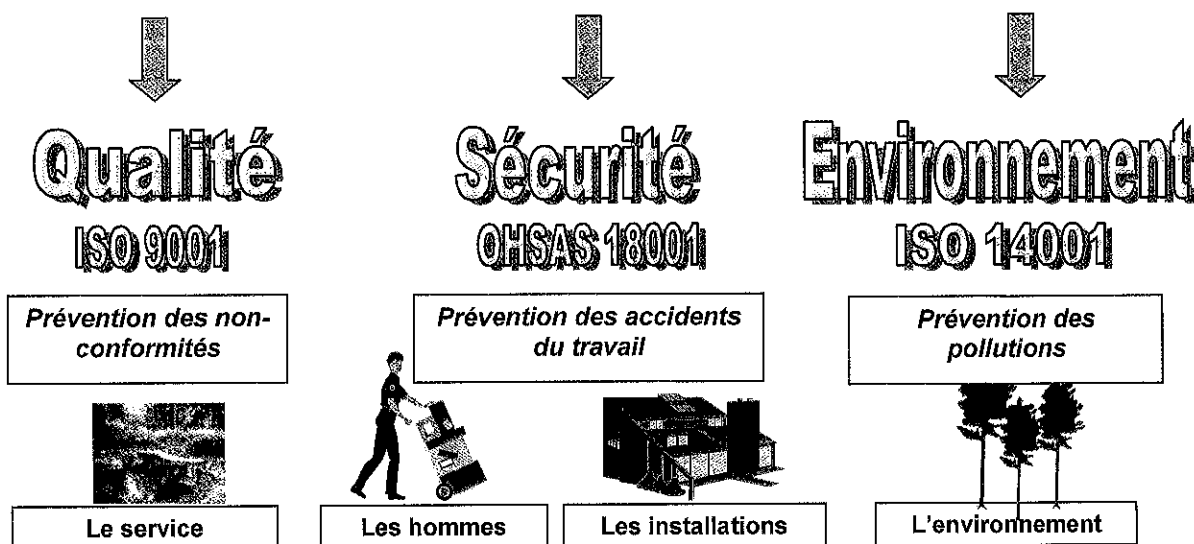 Qualité
ISO 9001
Prévention des non-
conformités
Le service
Sécurité
OHSAS 18001
Prévention des accidents
du travail
Les hommes
Les installations
Environnement
ISO 14001
Prévention des
pollutions
L'environnement